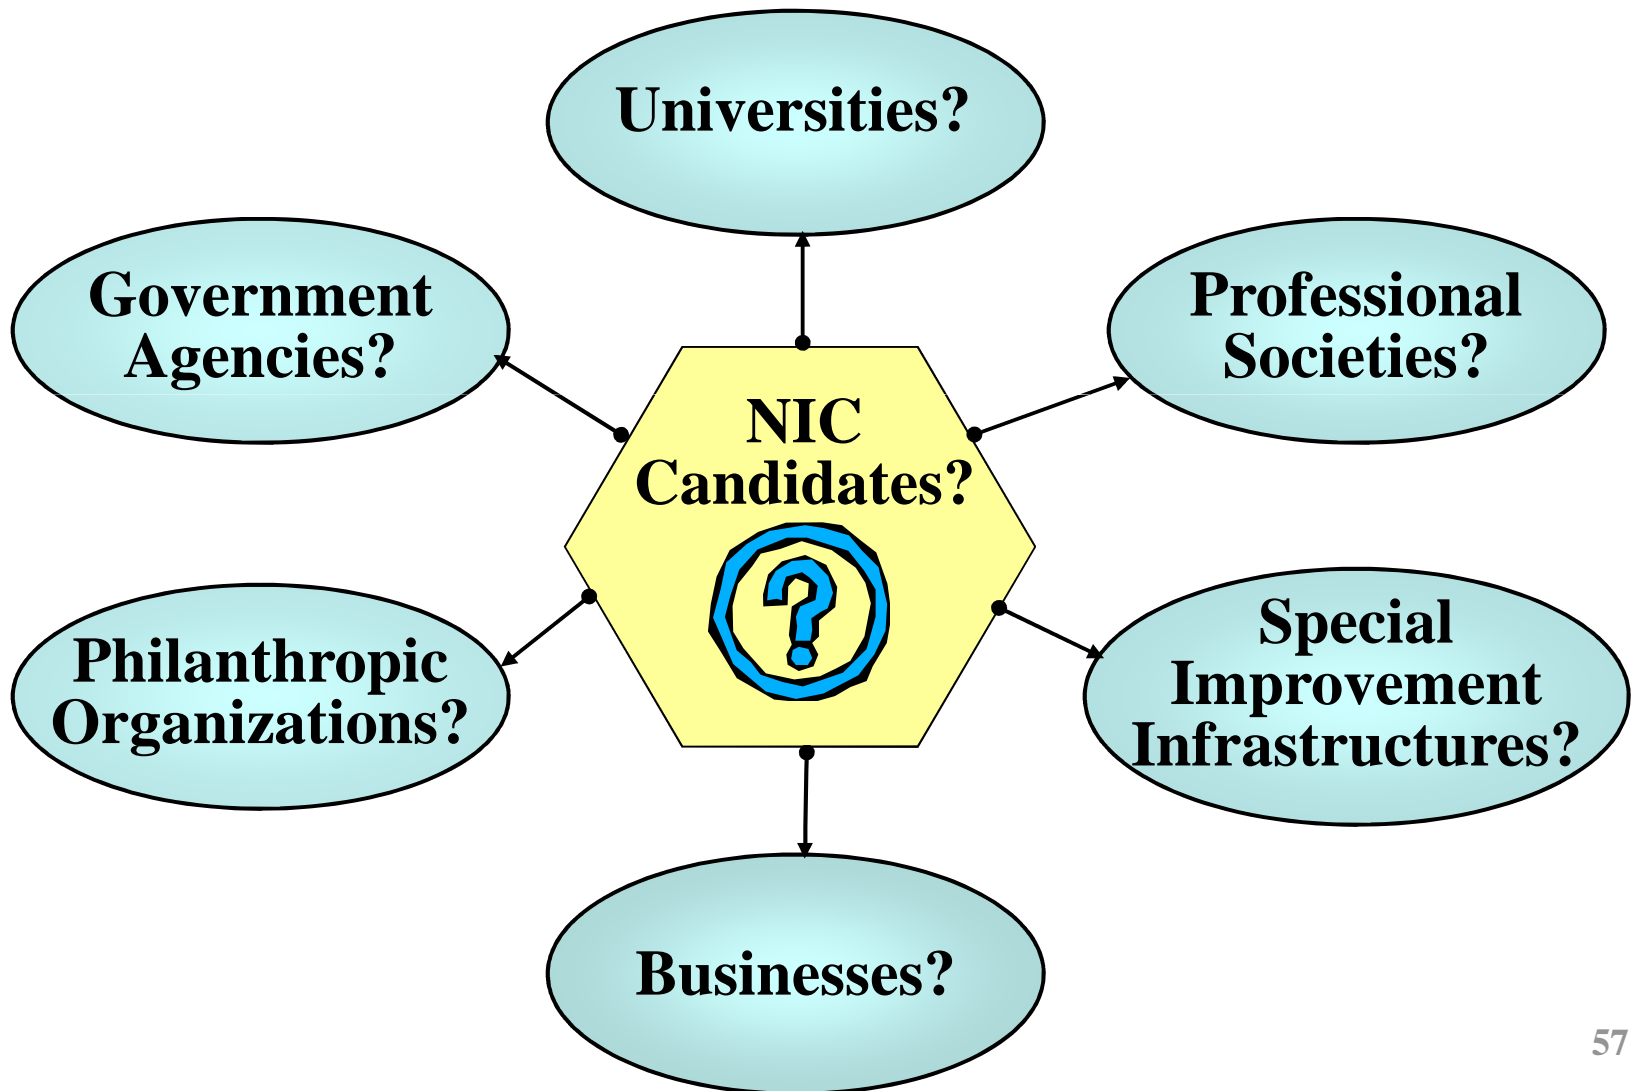 Universities?
Government
Agencies?
Professional
Societies?
NIC
Candidates?
?
Philanthropic
Organizations?
Special
Improvement
Infrastructures?
Businesses?
57